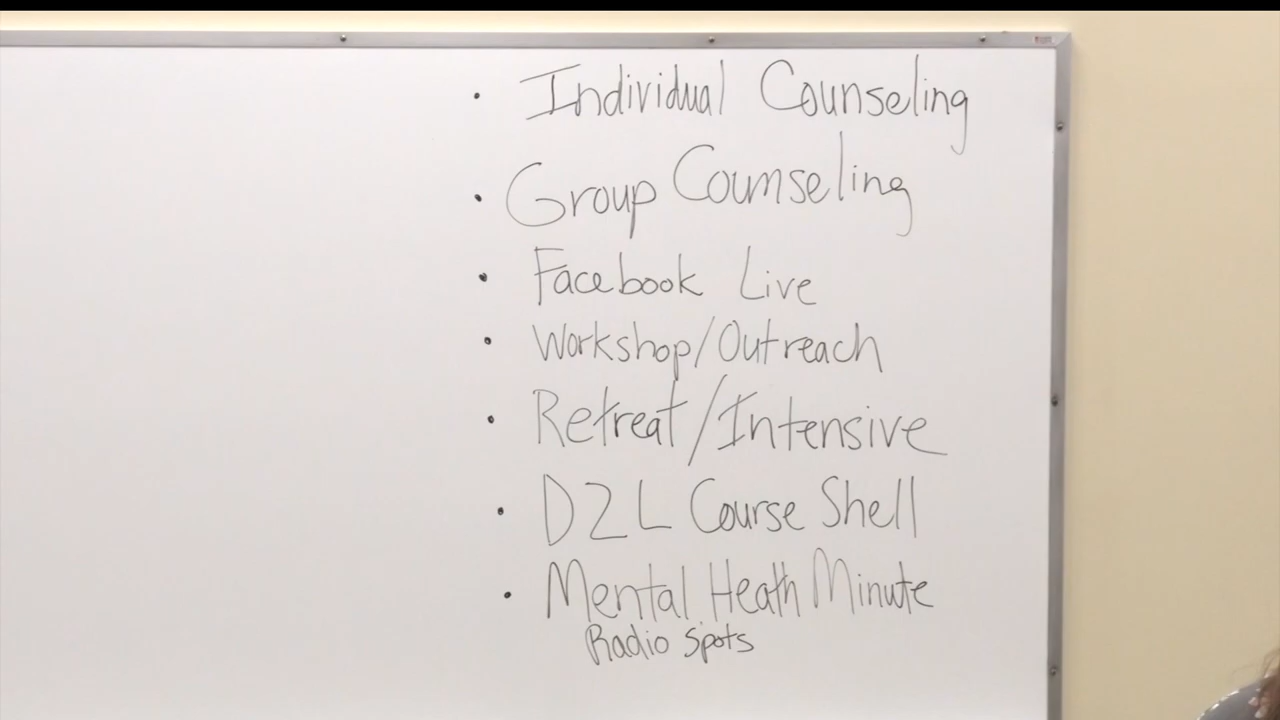 • Individual Counseling
• Group Counseling
• Facebook Live
• Workshop/Outreach
• Retreat/Intensive
• D2L Course Shell
• Mental Heath Minute
Radio Spots